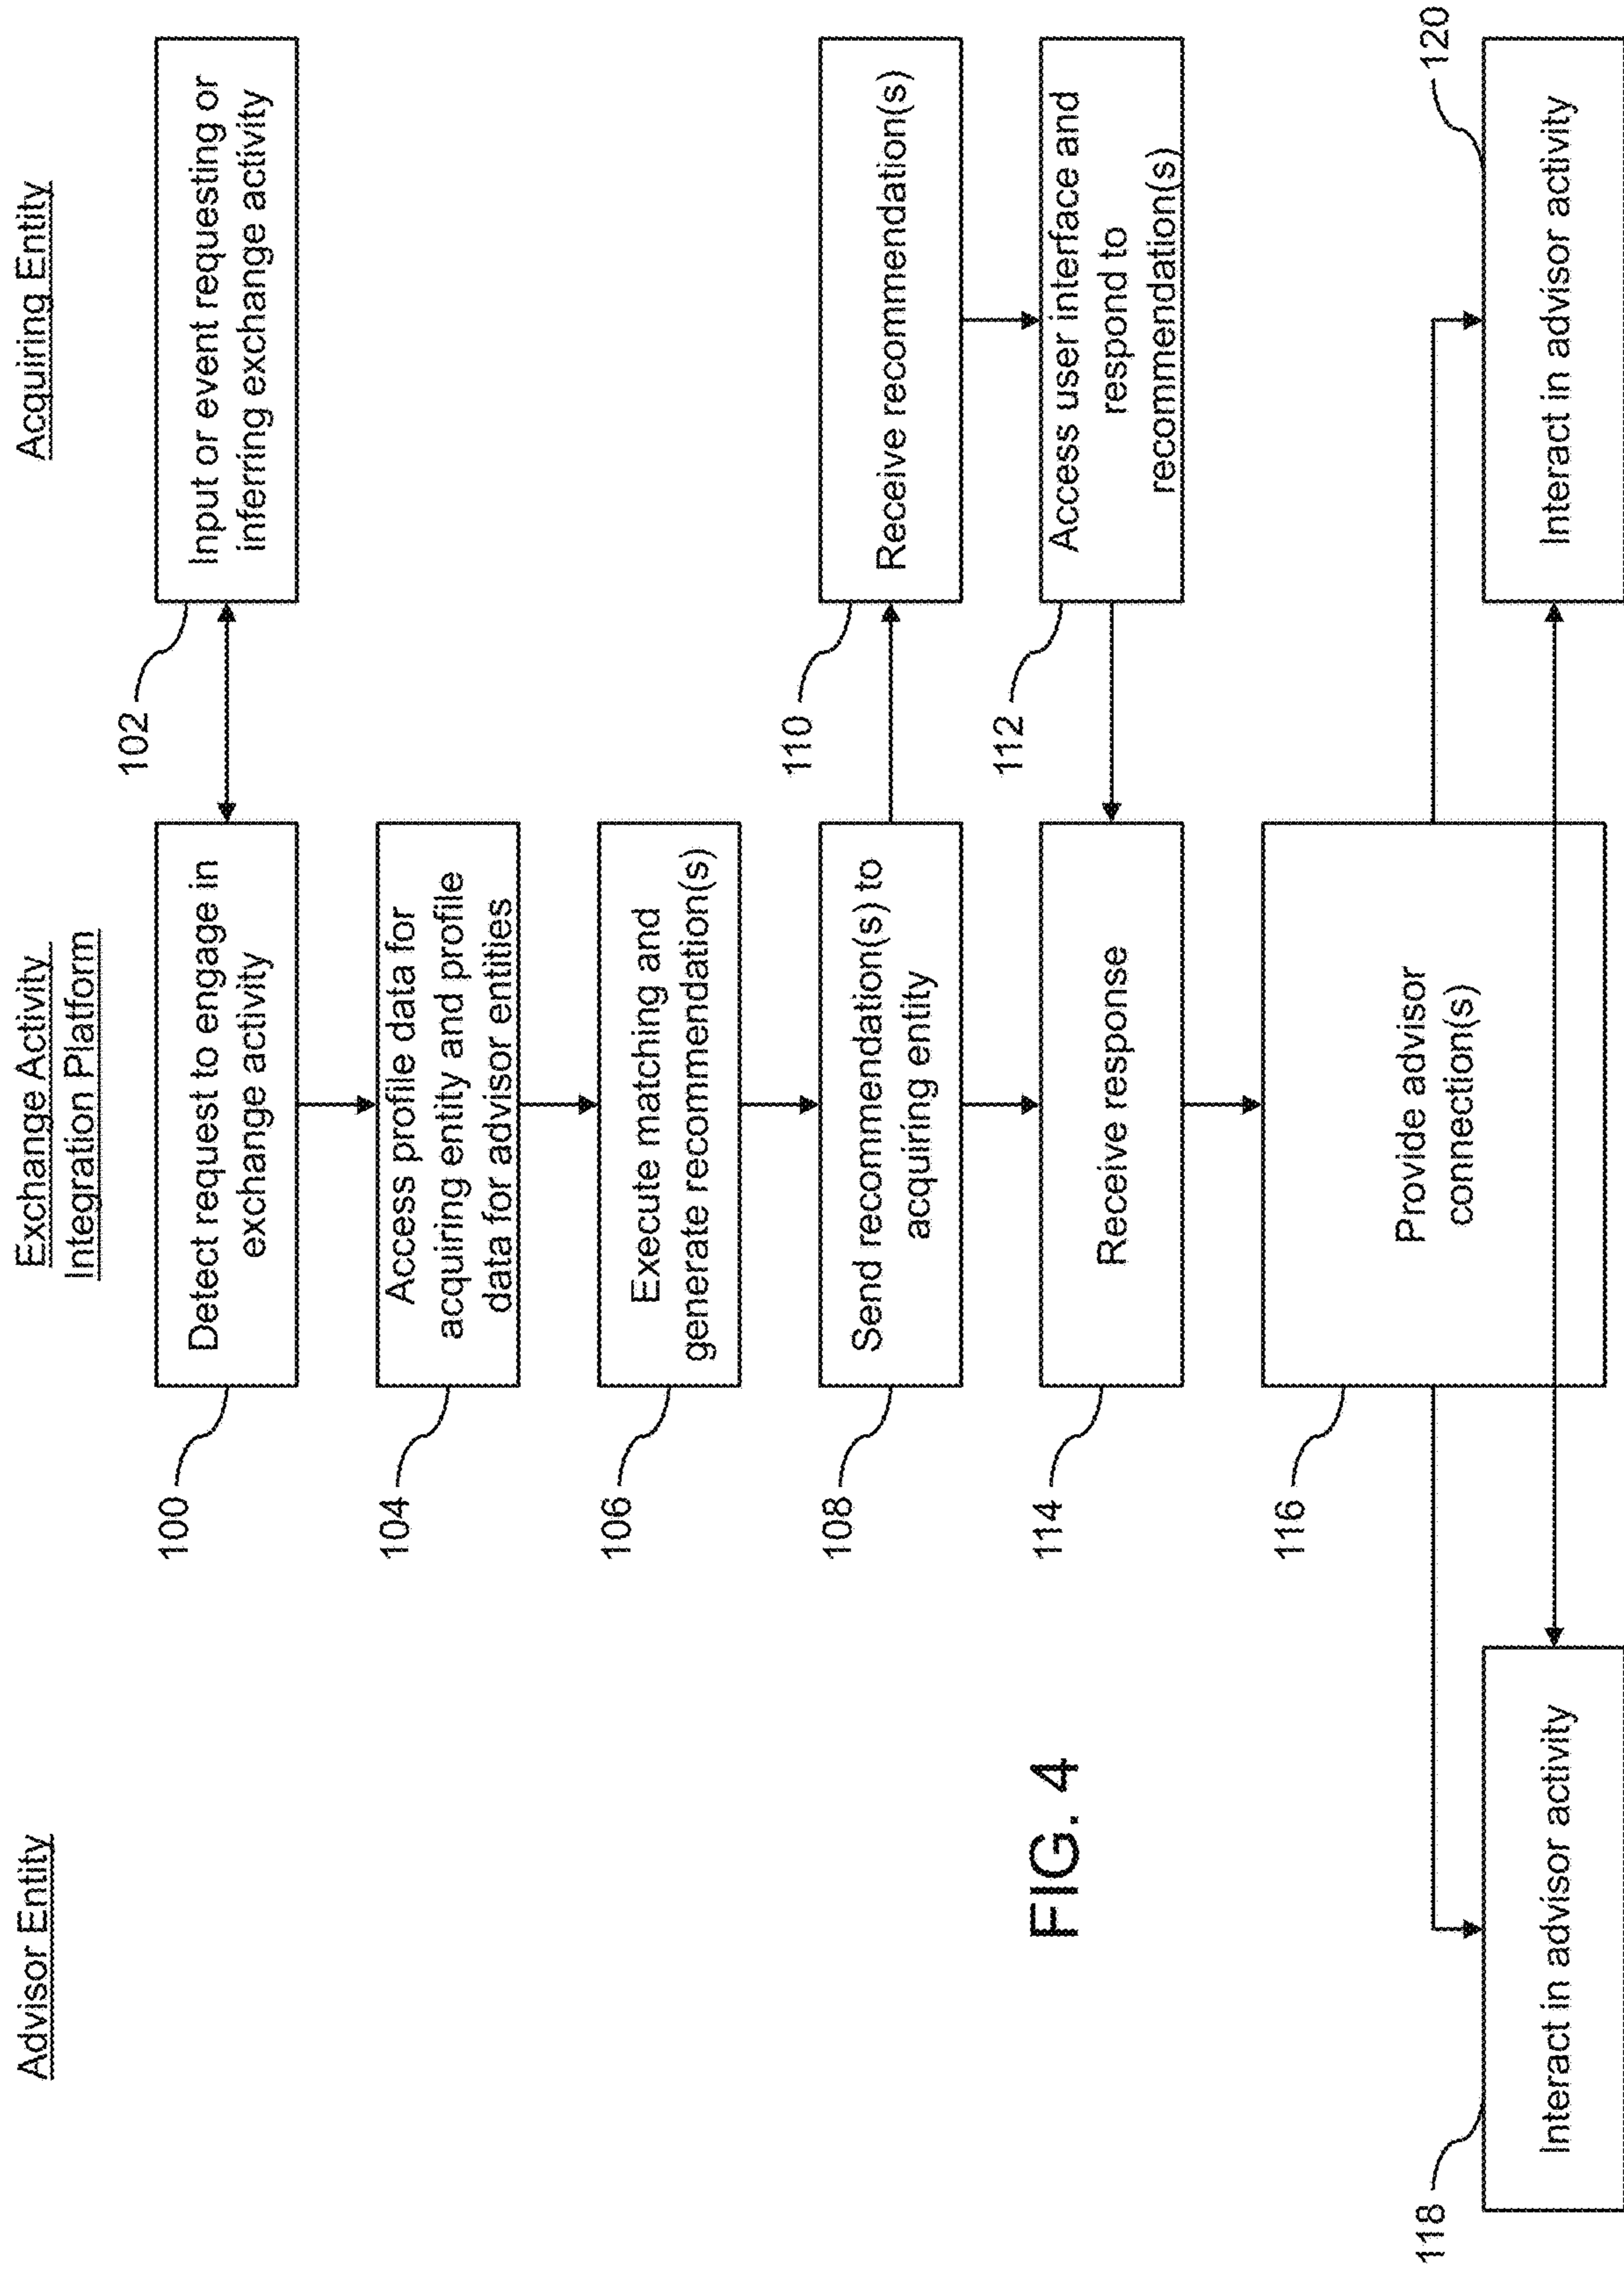 Advisor Entity
Exchange Activity
Integration Platform
Acquiring Entity
100
Detect request to engage in
exchange activity
102
Input or event requesting or
inferring exchange activity
104
Access profile data for
acquiring entity and profile
data for advisor entities
106
Execute matching and
generate recommendation(s)
108
Send recommendation(s) to
acquiring entity
110
Receive recommendation(s)
112
Access user interface and
respond to
recommendation(s)
114
Receive response
116
Provide advisor
connection(s)
118
Interact in advisor activity
120
Interact in advisor activity
FIG. 4